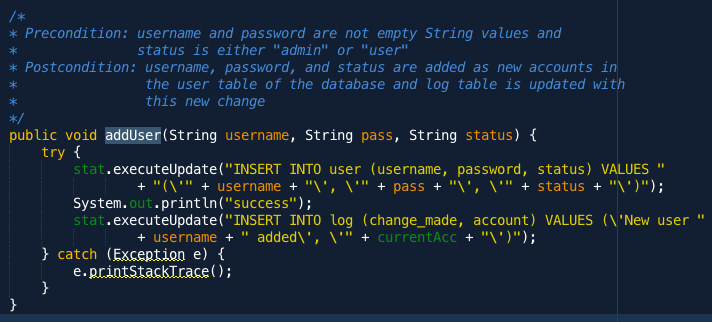 /*
* Precondition: username and password are not empty String values and
* status is either "admin" or "user"
* Postcondition: username, password, and status are added as new accounts in
* the user table of the database and log table is updated with
* this new change
*/
public void addUser(String username, String pass, String status) {
try {
stat.executeUpdate("INSERT INTO user (username, password, status) VALUES "
+ "(\'" + username + "\', \'" + pass + "\', \'" + status + "\')");
System.out.println("success");
stat.executeUpdate("INSERT INTO log (change_made, account) VALUES (\'New user "
+ username + " added\', \'" + currentAcc + "\')");
} catch (Exception e) {
e.printStackTrace();
}
}